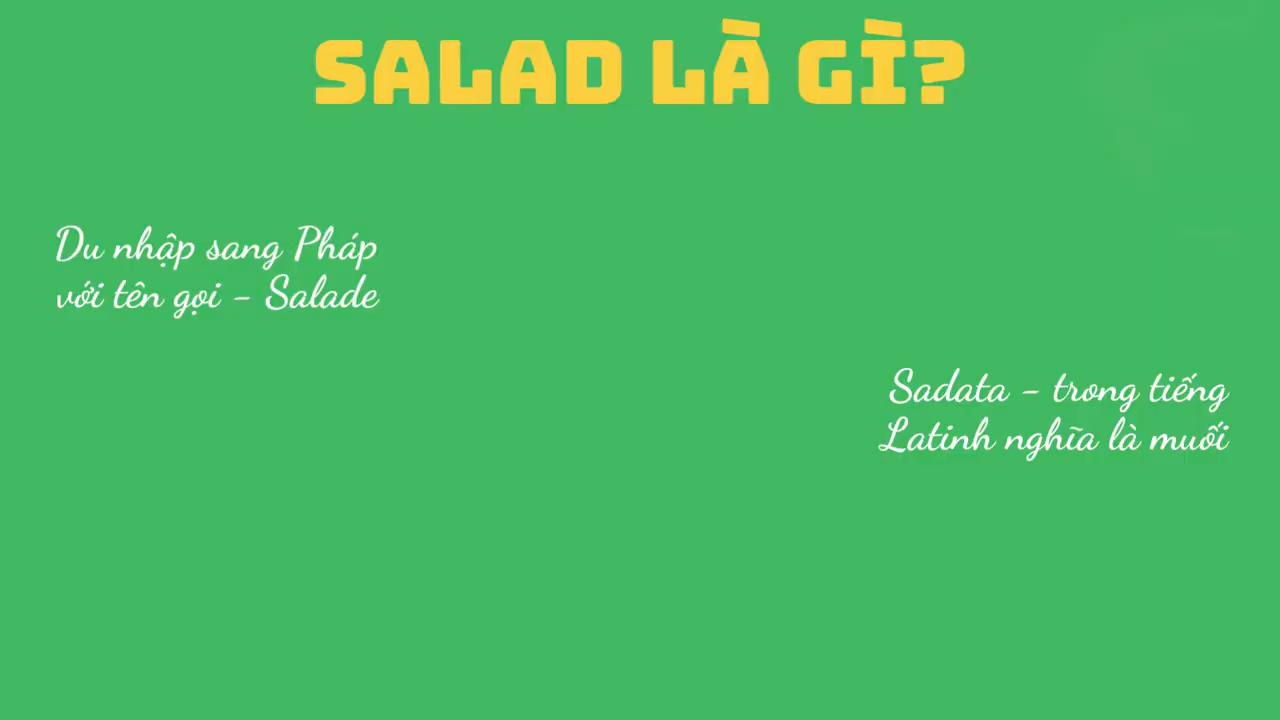 SALAD LÀ GÌ?
Du nhập sang Pháp
với tên gọi - Salade
Sadata - trong tiếng
Latinh nghĩa là muối